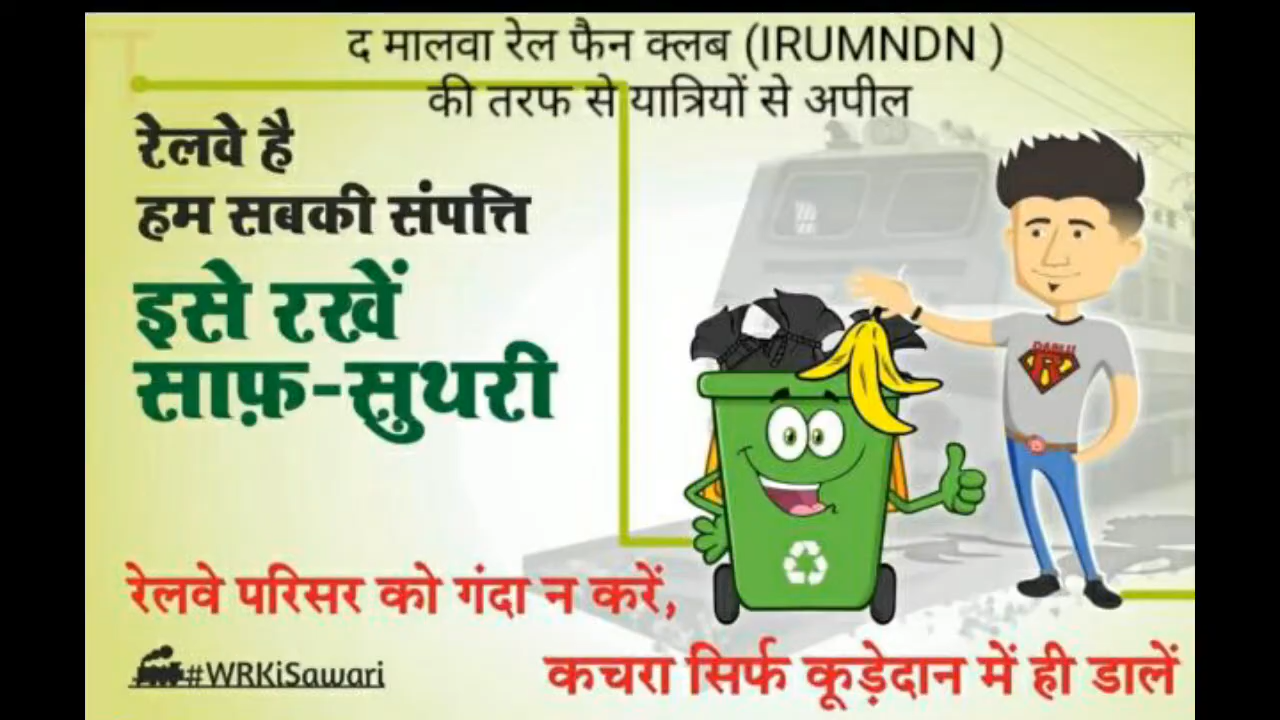 द मालवा रेल फैन क्लब (IRUMNDN )
की तरफ से यात्रियों से अपील
रेलवे है
हम सबकी संपत्ति
इसे रखें
साफ़-सुथरी
रेलवे परिसर को गंदा न करें,
#WRKiSawari
कचरा सिर्फ कूड़ेदान में ही डालें